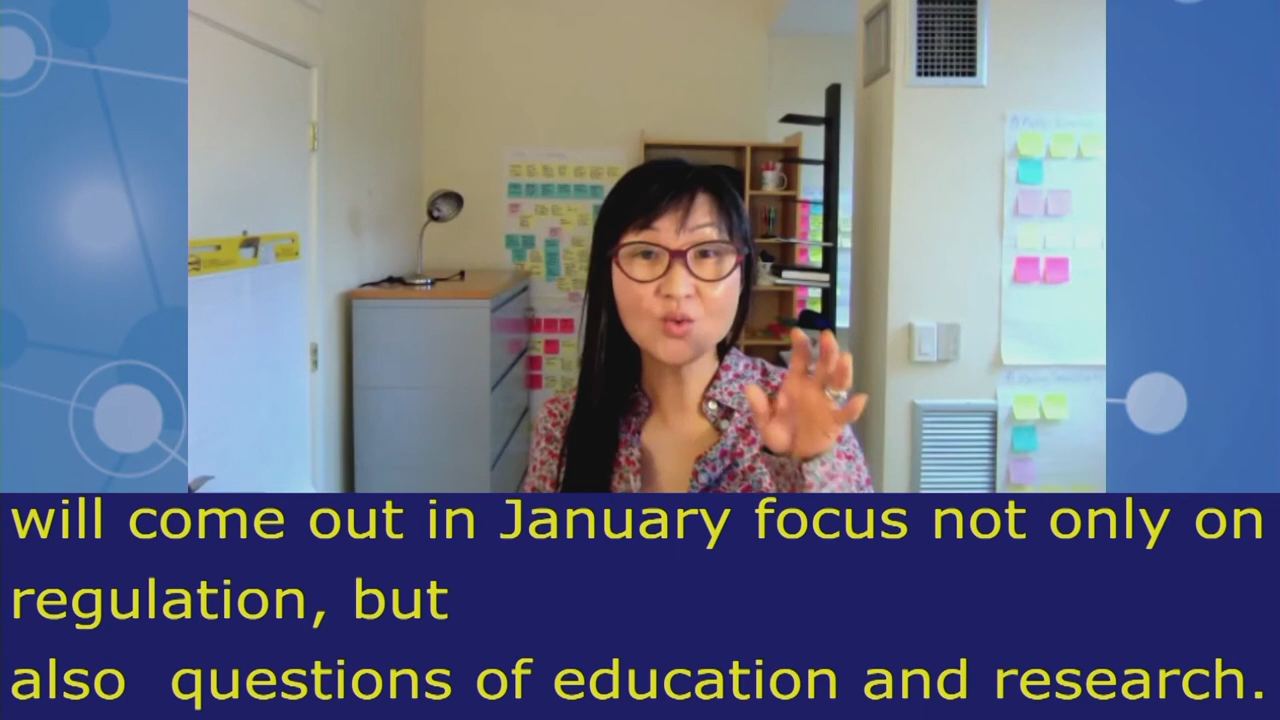 will come out in January focus not only on
regulation, but
also  questions of education and research.